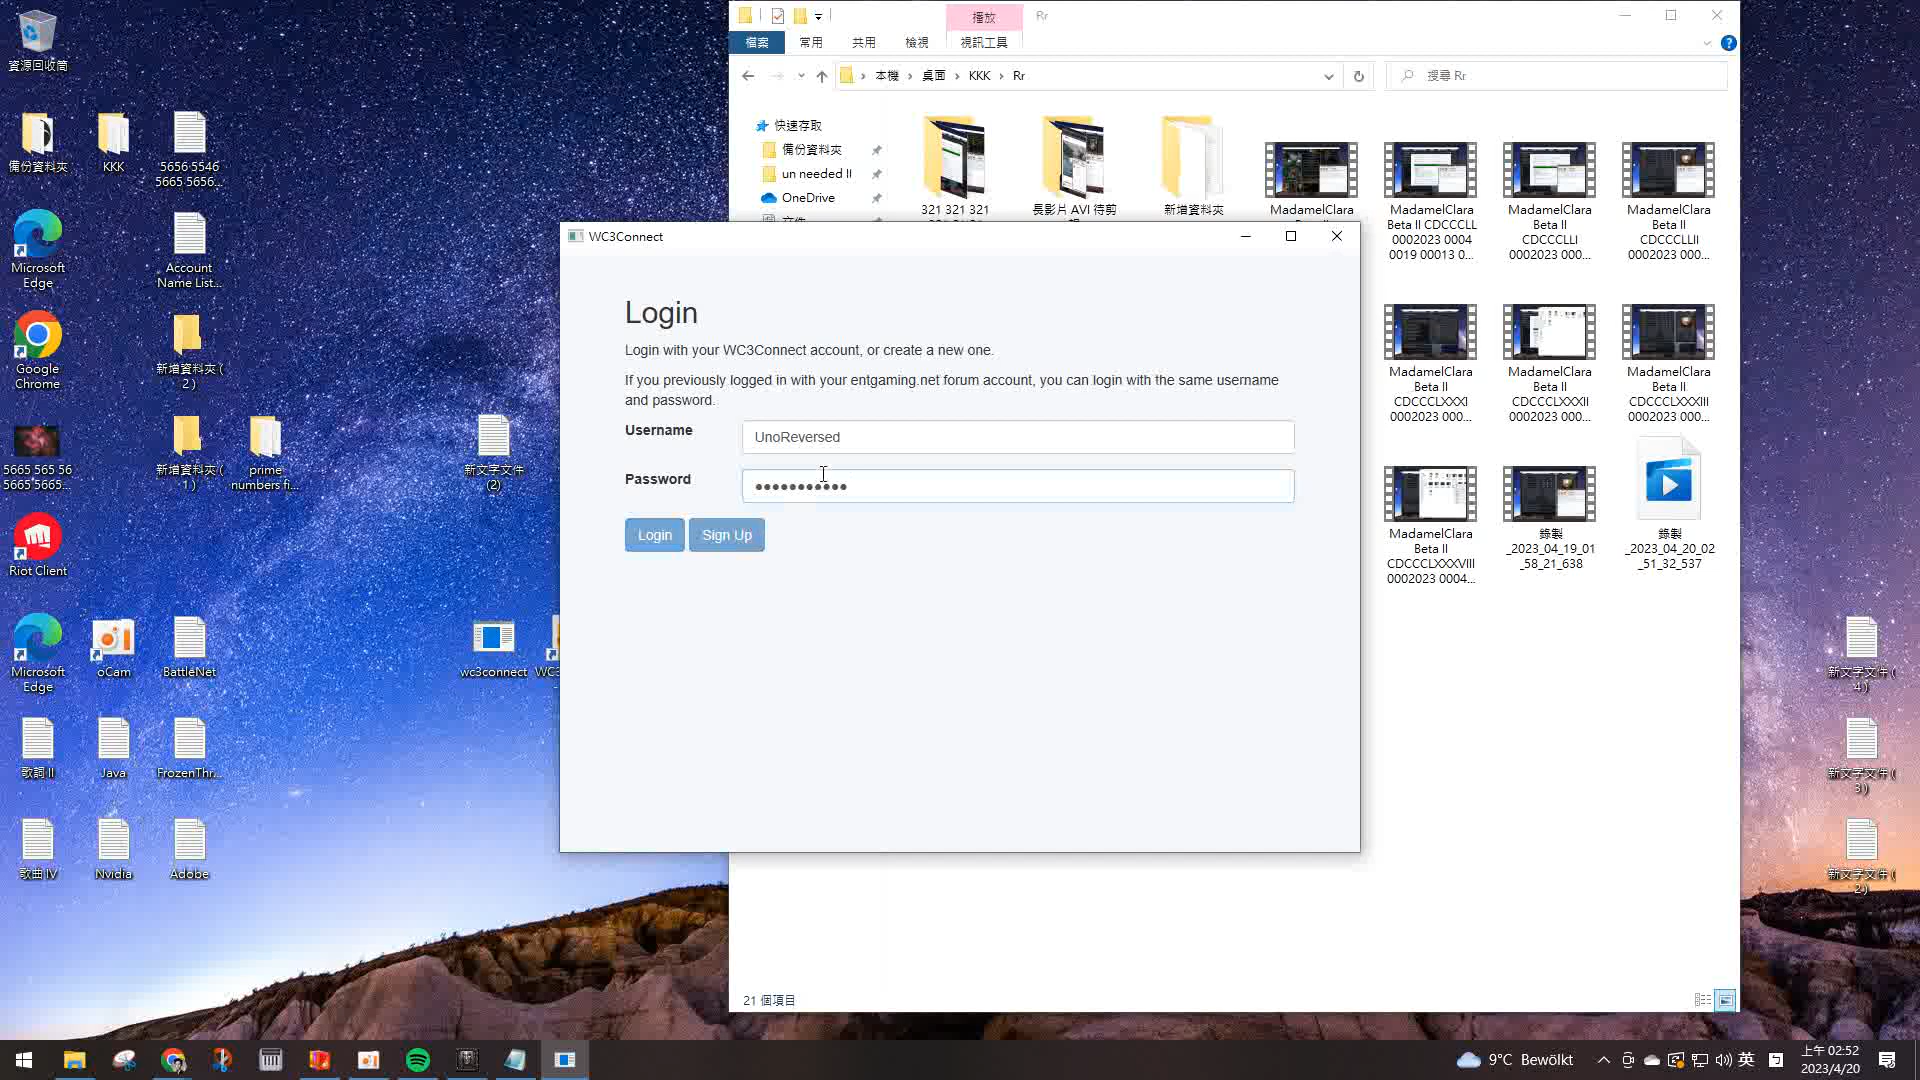 資源回收筒
備份資料夾
KKK
5656 5546
5665 5656...
Microsoft
Edge
Account
Name List...
Google
Chrome
新增資料夾 (
2 )
5665 565 56
5665 5665...
新增資料夾 (
1 )
prime
numbers fi...
新文字文件
(2)
Riot Client
Microsoft
Edge
oCam
BattleNet
wc3connect
WC3
歌詞 II
Java
FrozenThr...
歌曲 IV
Nvidia
Adobe
播放
Rr
檔案
常用
共用
檢視
視訊工具
本機 › 桌面 › KKK › Rr
搜尋 Rr
快速存取
備份資料夾
un needed II
OneDrive
文件
321 321 321
長影片 AVI 待剪
新增資料夾
MadamelClara
MadamelClara
Beta II CDCCCLL
0002023 0004
0019 00013 0...
MadamelClara
Beta II
CDCCCLLI
0002023 000...
MadamelClara
Beta II
CDCCCLLII
0002023 000...
MadamelClara
Beta II
CDCCCLXXXI
0002023 000...
MadamelClara
Beta II
CDCCCLXXXII
0002023 000...
MadamelClara
Beta II
CDCCCLXXXIII
0002023 000...
MadamelClara
Beta II
CDCCCLXXXVIII
0002023 0004...
錄製
_2023_04_19_01
_58_21_638
錄製
_2023_04_20_02
_51_32_537
21 個項目
WC3Connect
Login
Login with your WC3Connect account, or create a new one.
If you previously logged in with your entgaming.net forum account, you can login with the same username
and password.
Username
UnoReversed
Password
Login
Sign Up
新文字文件 (
4 )
新文字文件 (
3 )
新文字文件 (
2 )
9°C Bewölkt
英
上午 02:52
2023/4/20